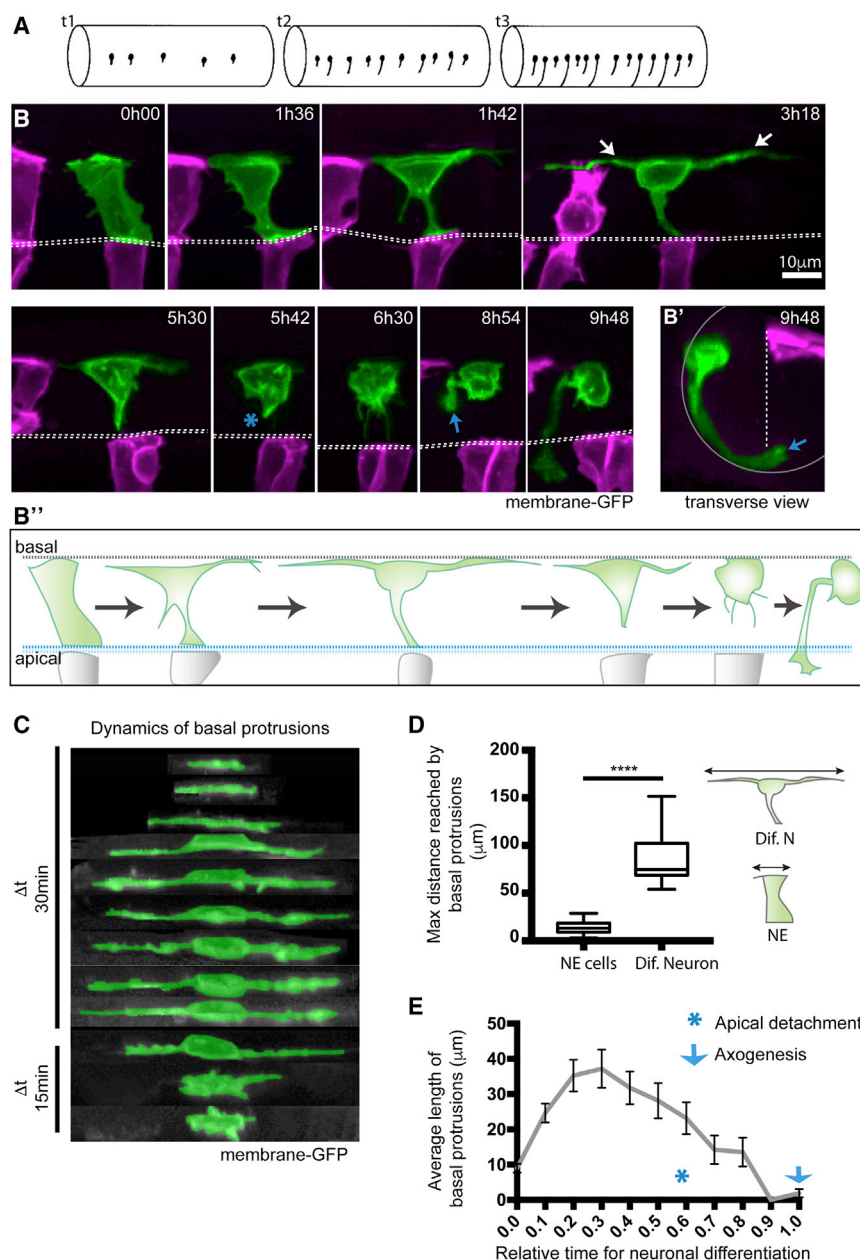 A
t1 t2 t3
B
0h00 1h36 1h42 3h18
10µm
5h30 5h42 6h30 8h54 9h48
*
B' 9h48
membrane-GFP
transverse view
B''
basal
apical
C
Dynamics of basal protrusions
Δt
30min
Δt
15min
membrane-GFP
D
Max distance reached by
basal protrusions
(µm)
200
150
100
50
0
****
NE cells Dif. Neuron
Dif. N
NE
E
Average length of
basal protrusions (µm)
50
40
30
20
10
0
* Apical detachment
Axogenesis
*
0.0 0.1 0.2 0.3 0.4 0.5 0.6 0.7 0.8 0.9 1.0
Relative time for neuronal differentiation